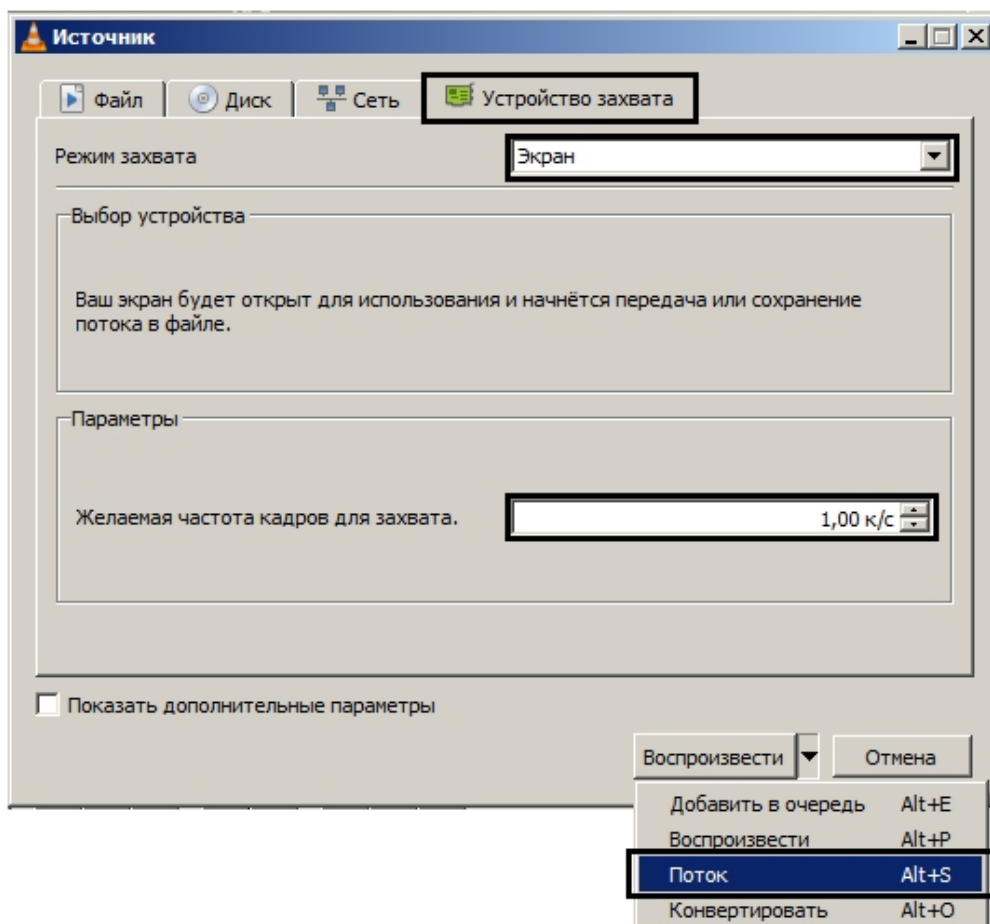 Источник
Файл Диск Сеть Устройство захвата
Режим захвата Экран
Выбор устройства
Ваш экран будет открыт для использования и начнётся передача или сохранение
потока в файле.
Параметры
Желаемая частота кадров для захвата. 1,00 к/с
Показать дополнительные параметры
Воспроизвести Отмена
Добавить в очередь Alt+E
Воспроизвести Alt+P
Поток Alt+S
Конвертировать Alt+O